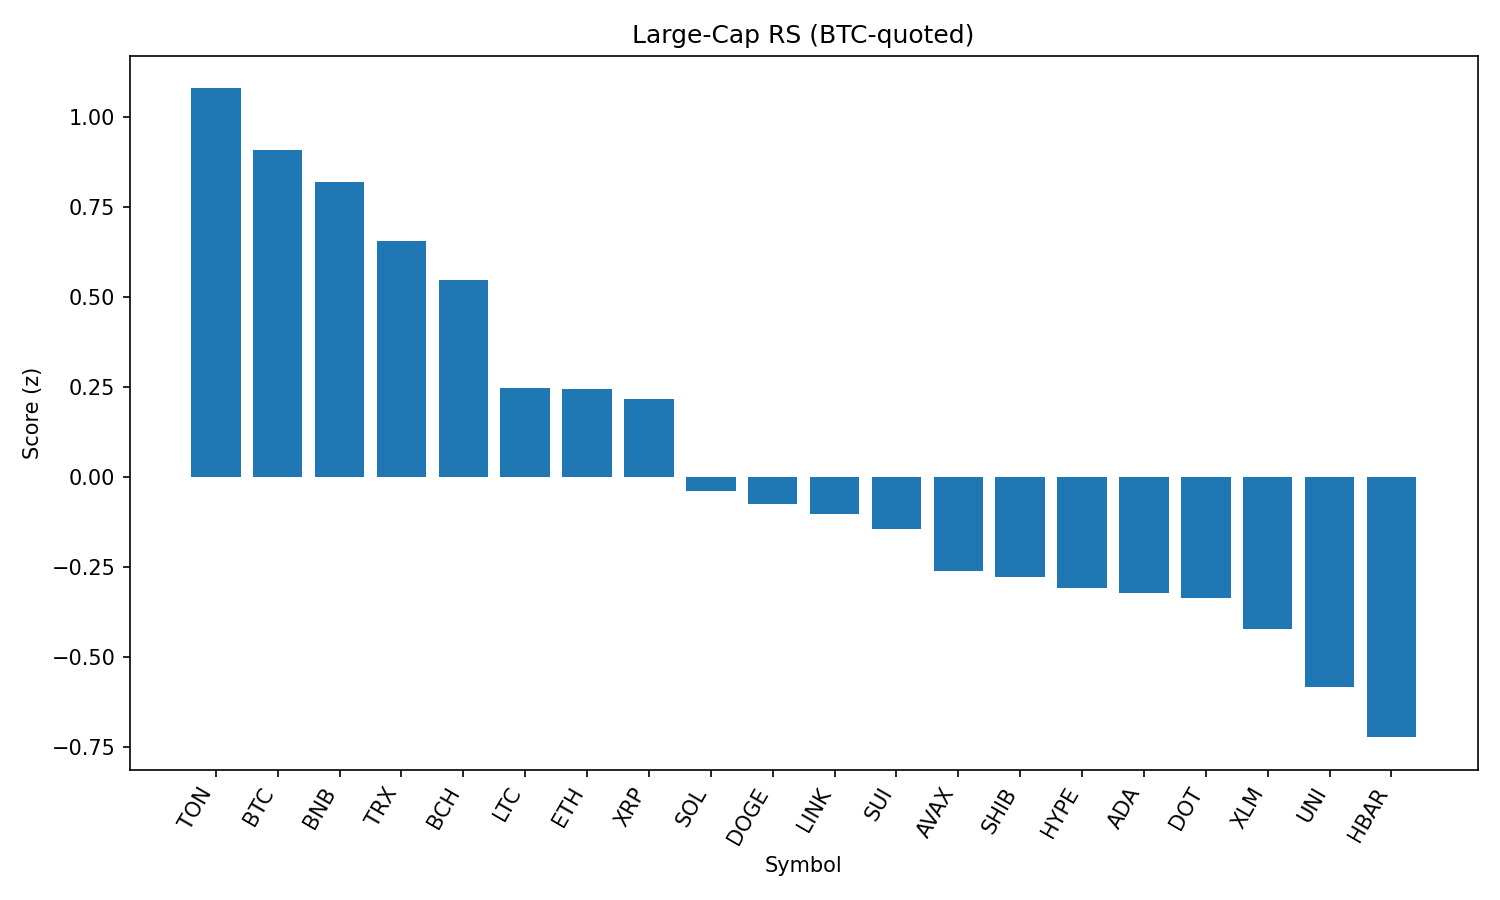 Large-Cap RS (BTC-quoted)
Score (z)
1.00
0.75
0.50
0.25
0.00
−0.25
−0.50
−0.75
TON
BTC
BNB
TRX
BCH
LTC
ETH
XRP
SOL
DOGE
LINK
SUI
AVAX
SHIB
HYPE
ADA
DOT
XLM
UNI
HBAR
Symbol